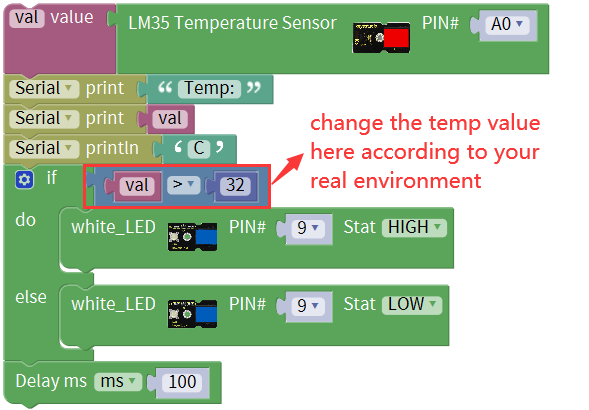 val value LM35 Temperature Sensor PIN# A0
Serial print “ Temp: ”
Serial print val
Serial println ‘ C ’
if val > 32
change the temp value
here according to your
real environment
do white_LED PIN# 9 Stat HIGH
else white_LED PIN# 9 Stat LOW
Delay ms ms 100